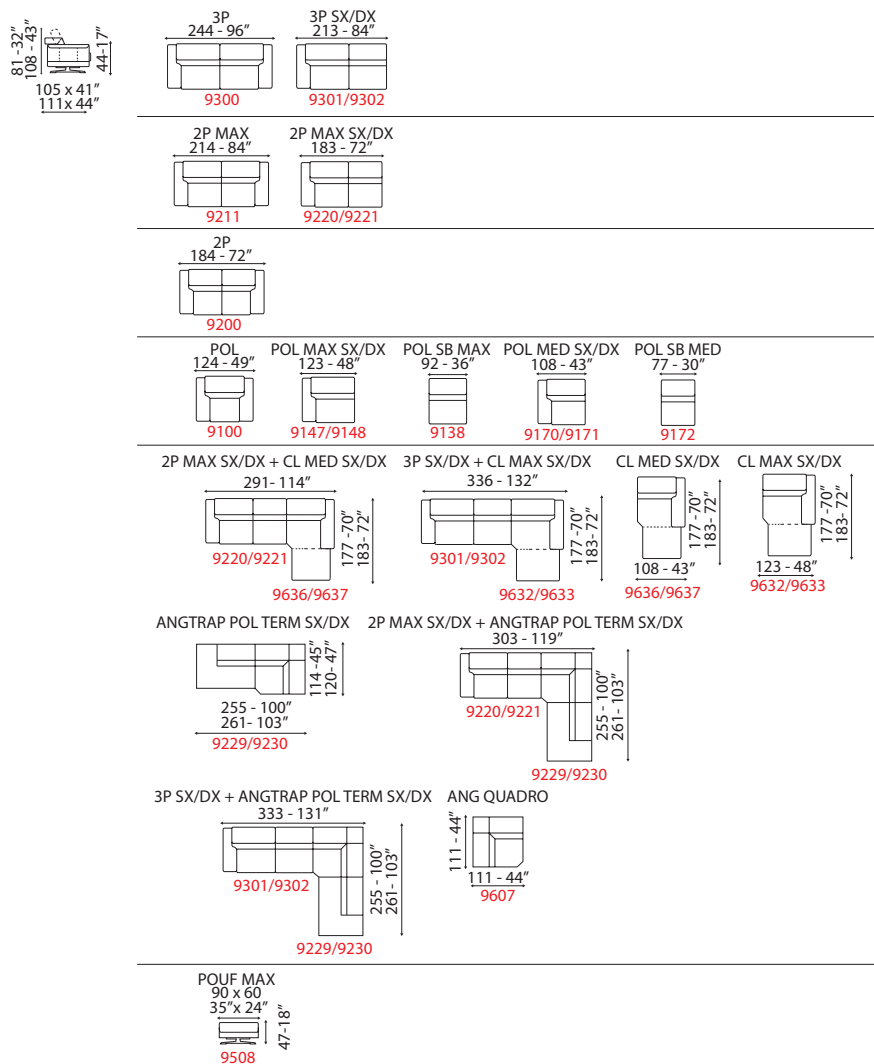 81 -32”
108 - 43”
44-17”
105 x 41”
111x 44”
3P
244 - 96”
9300
3P SX/DX
213 - 84”
9301/9302
2P MAX
214 - 84”
9211
2P MAX SX/DX
183 - 72”
9220/9221
2P
184 - 72”
9200
POL
124 - 49”
9100
POL MAX SX/DX
123 - 48”
9147/9148
POL SB MAX
92 - 36”
9138
POL MED SX/DX
108 - 43”
9170/9171
POL SB MED
77 - 30”
9172
2P MAX SX/DX + CL MED SX/DX
291- 114”
177 -70”
183- 72”
9220/9221
9636/9637
3P SX/DX + CL MAX SX/DX
336 - 132”
177 -70”
183- 72”
9301/9302
9632/9633
CL MED SX/DX
177 -70”
183- 72”
108 - 43”
9636/9637
CL MAX SX/DX
177 -70”
183- 72”
123 - 48”
9632/9633
ANGTRAP POL TERM SX/DX
114 -45”
120- 47”
255 - 100”
261- 103”
9229/9230
2P MAX SX/DX + ANGTRAP POL TERM SX/DX
303 - 119”
9220/9221
255 - 100”
261- 103”
9229/9230
3P SX/DX + ANGTRAP POL TERM SX/DX
333 - 131”
9301/9302
255 - 100”
261- 103”
9229/9230
ANG QUADRO
111 - 44”
111 - 44”
9607
POUF MAX
90 x 60
35”x 24”
47-18”
9508